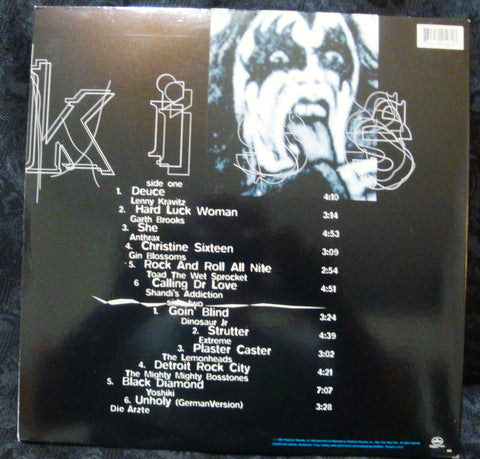 kiss
side one
1. Deuce 4:10
Lenny Kravitz
2. Hard Luck Woman 3:14
Garth Brooks
3. She 4:53
Anthrax
4. Christine Sixteen 3:09
Gin Blossoms
5. Rock And Roll All Nite 2:54
Toad The Wet Sprocket
6 Calling Dr Love 4:51
Shandi's Addiction
side two
1. Goin' Blind 3:24
Dinosaur Jr
2. Strutter 4:39
Extreme
3. Plaster Caster 3:02
The Lemonheads
4. Detroit Rock City 4:21
The Mighty Mighty Bosstones
5. Black Diamond 7:07
Yoshiki
6. Unholy (GermanVersion) 3:28
Die Arzte